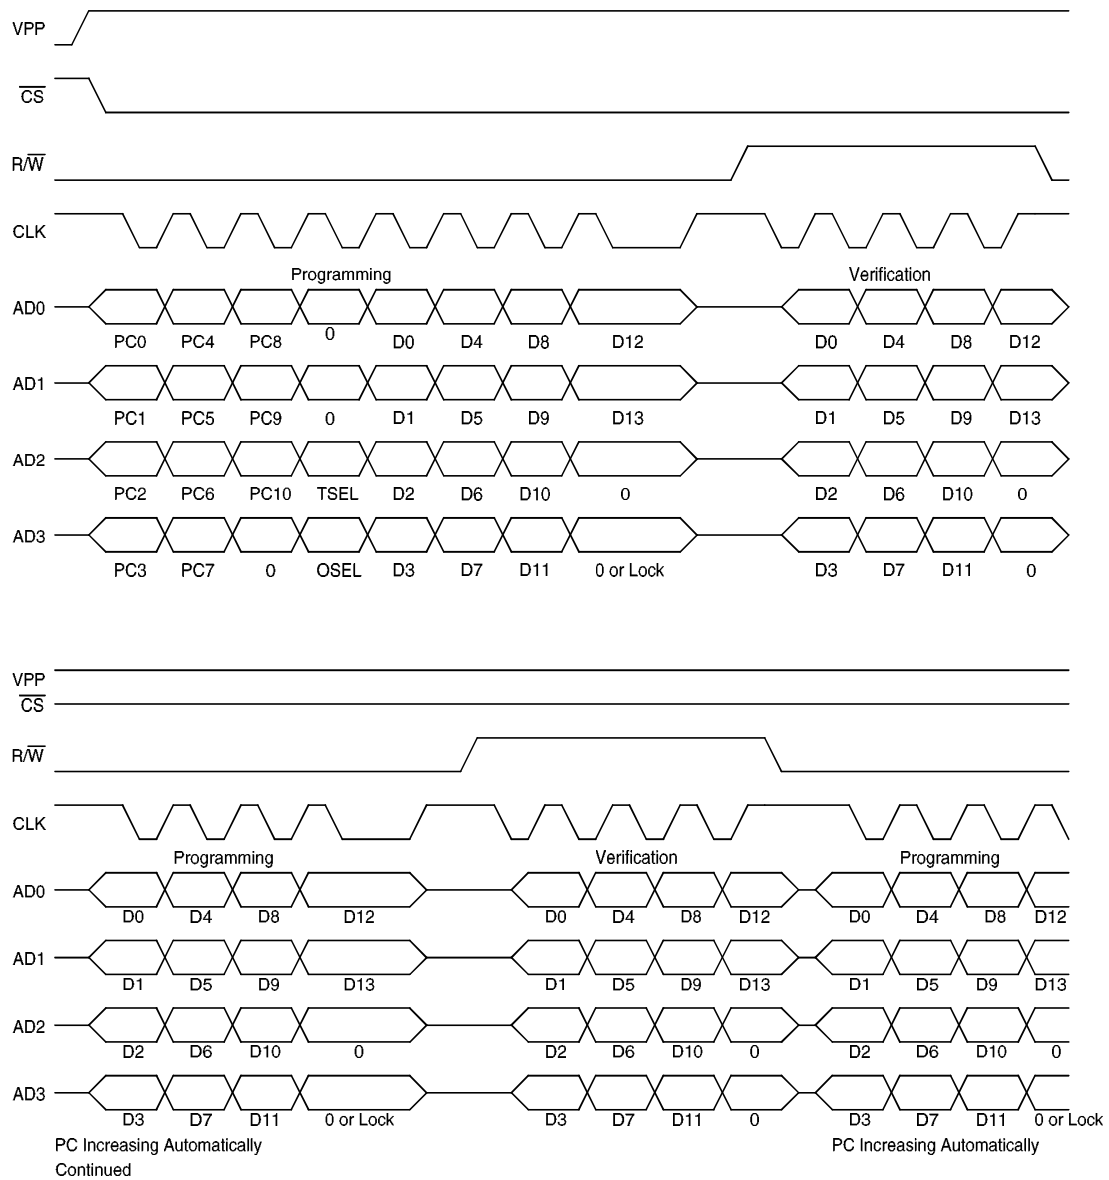 VPP
CS
R/W
CLK
Programming Verification
AD0
PC0 PC4 PC8 0 D0 D4 D8 D12 D0 D4 D8 D12
AD1
PC1 PC5 PC9 0 D1 D5 D9 D13 D1 D5 D9 D13
AD2
PC2 PC6 PC10 TSEL D2 D6 D10 0 D2 D6 D10 0
AD3
PC3 PC7 0 OSEL D3 D7 D11 0 or Lock D3 D7 D11 0
VPP
CS
R/W
CLK
Programming Verification Programming
AD0
D0 D4 D8 D12 D0 D4 D8 D12 D0 D4 D8 D12
AD1
D1 D5 D9 D13 D1 D5 D9 D13 D1 D5 D9 D13
AD2
D2 D6 D10 0 D2 D6 D10 0 D2 D6 D10 0
AD3
D3 D7 D11 0 or Lock D3 D7 D11 0 D3 D7 D11 0 or Lock
PC Increasing Automatically PC Increasing Automatically
Continued